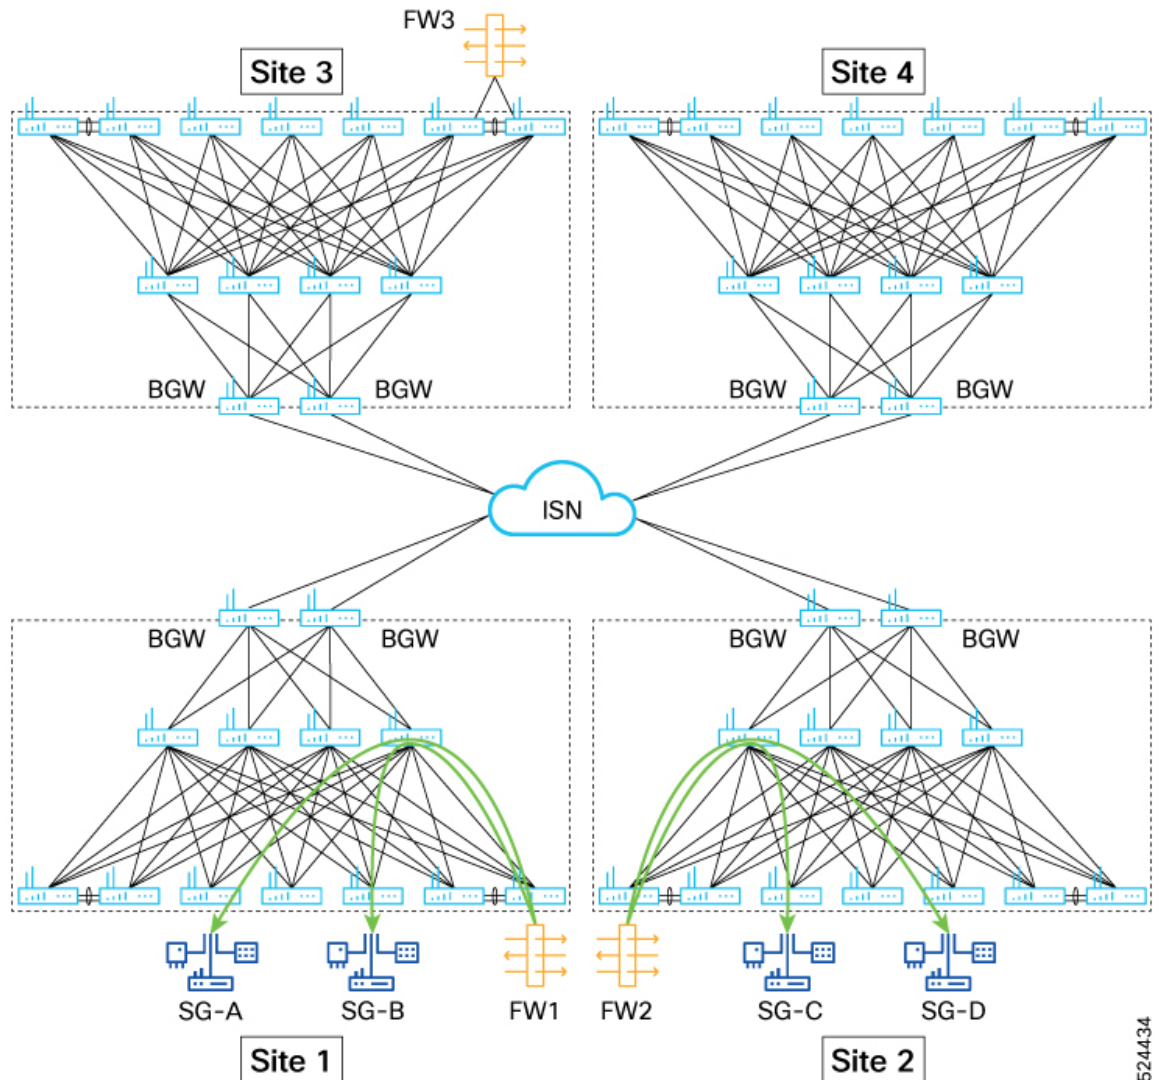 FW3
Site 3
Site 4
BGW
BGW
BGW
BGW
ISN
BGW
BGW
BGW
BGW
SG-A
SG-B
FW1
FW2
SG-C
SG-D
Site 1
Site 2
524434